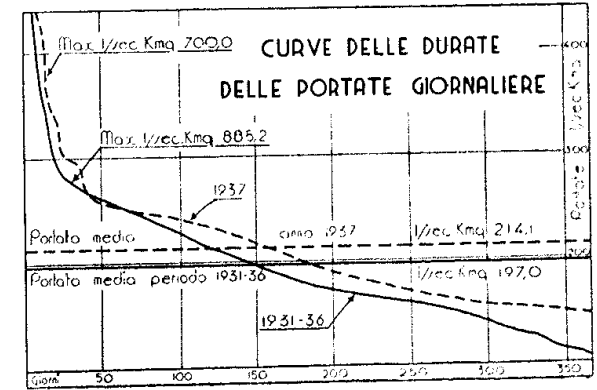 CURVE DELLE DURATE
DELLE PORTATE GIORNALIERE
Max l/sec Kmq 700,0
Max l/sec.Kmq 885,2
1937
Portata media anno 1937 l/sec Kmq 214,1
Portata media periodo 1931-36 l/sec Kmq 197,0
1931-36
400
300
200
Portate l/sec Kmq
Giorni 50 100 150 200 250 300 350